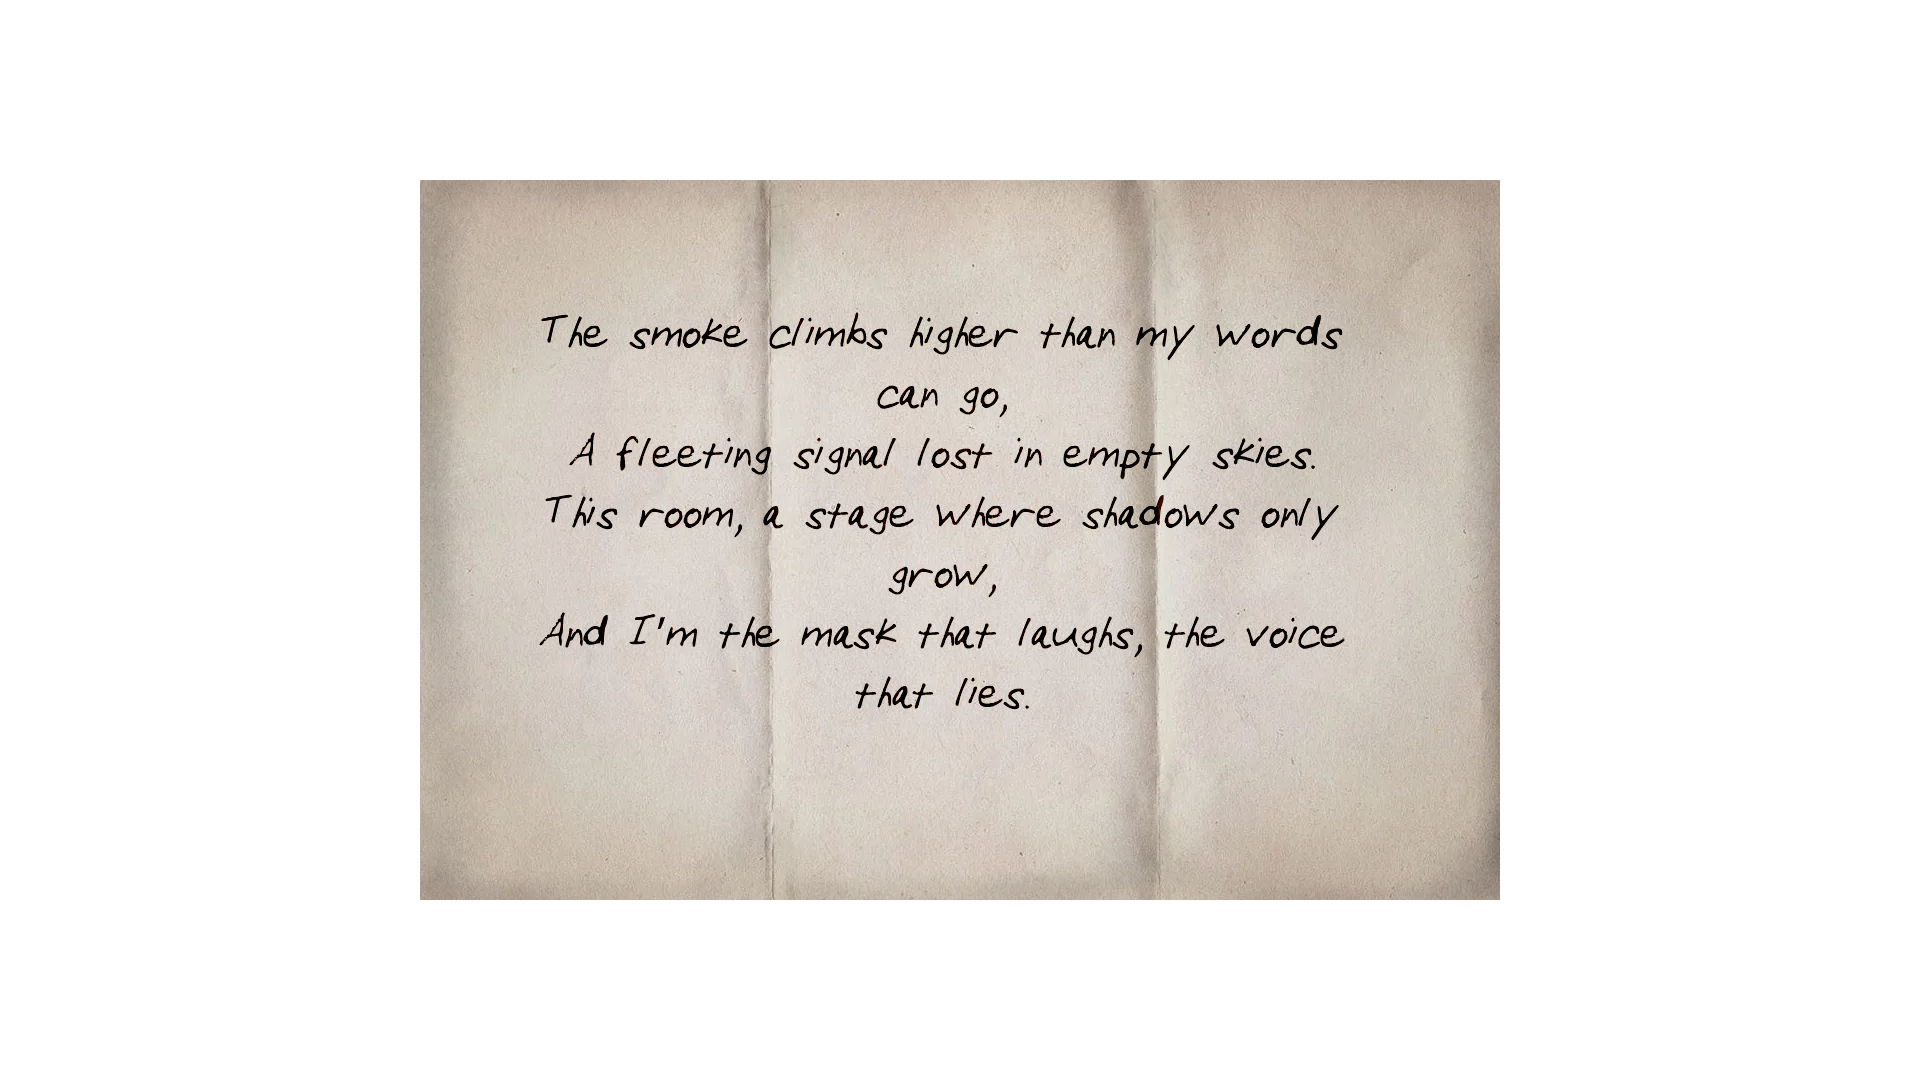 The smoke climbs higher than my words
can go,
A fleeting signal lost in empty skies.
This room, a stage where shadows only
grow,
And I'm the mask that laughs, the voice
that lies.